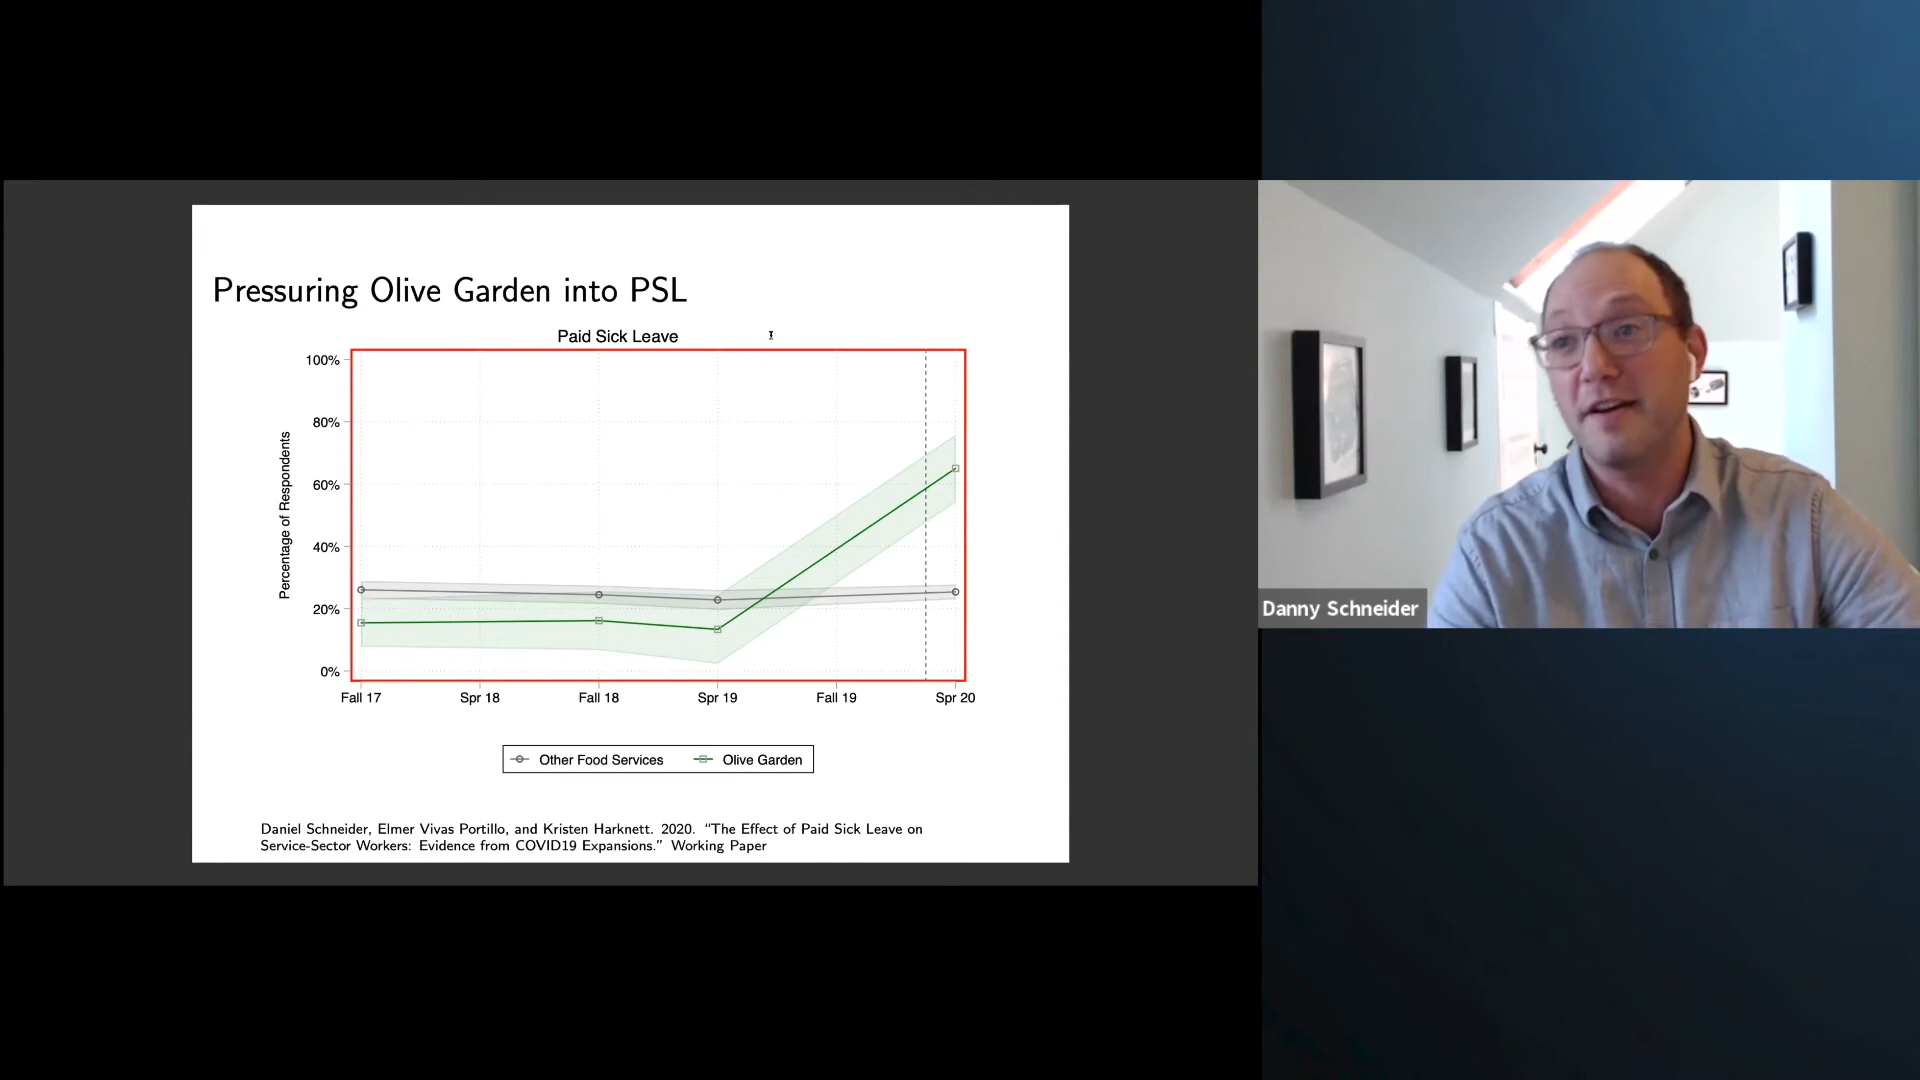 Pressuring Olive Garden into PSL
Paid Sick Leave
Percentage of Respondents
100%
80%
60%
40%
20%
0%
Fall 17 Spr 18 Fall 18 Spr 19 Fall 19 Spr 20
Other Food Services Olive Garden
Daniel Schneider, Elmer Vivas Portillo, and Kristen Harknett. 2020. “The Effect of Paid Sick Leave on
Service-Sector Workers: Evidence from COVID19 Expansions.” Working Paper
Danny Schneider